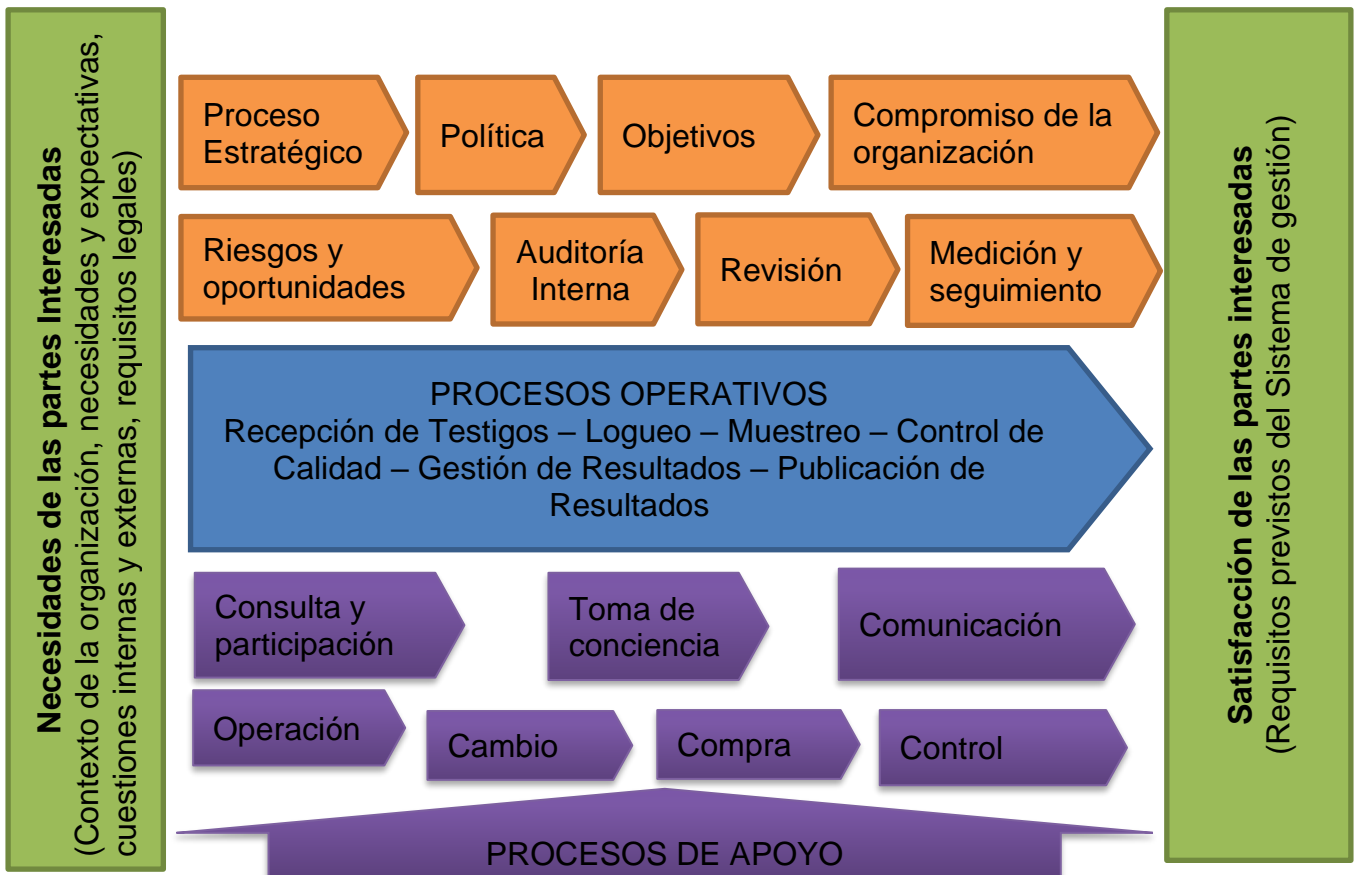 Necesidades de las partes Interesadas
(Contexto de la organización, necesidades y expectativas,
cuestiones internas y externas, requisitos legales)
Proceso
Estratégico
Política
Objetivos
Compromiso de la
organización
Riesgos y
oportunidades
Auditoría
Interna
Revisión
Medición y
seguimiento
PROCESOS OPERATIVOS
Recepción de Testigos – Logueo – Muestreo – Control de
Calidad – Gestión de Resultados – Publicación de
Resultados
Consulta y
participación
Toma de
conciencia
Comunicación
Operación
Cambio
Compra
Control
PROCESOS DE APOYO
Satisfacción de las partes interesadas
(Requisitos previstos del Sistema de gestión)